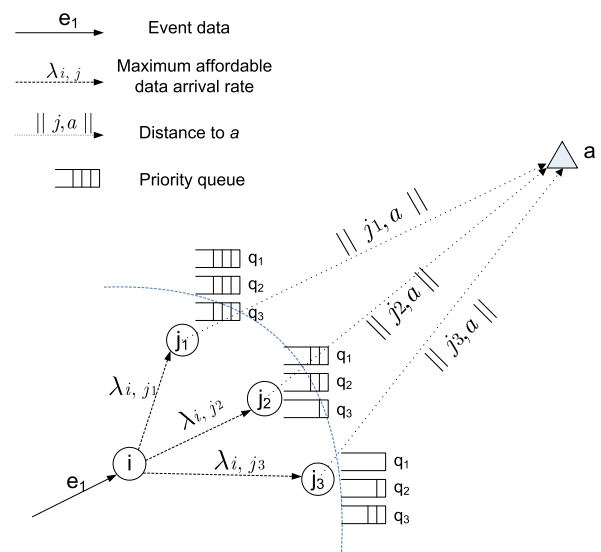 e1
Event data
λi, j
Maximum affordable
data arrival rate
|| j,a ||
Distance to a
Priority queue
a
|| j1, a ||
q1
q2
q3
j1
|| j2, a ||
q1
q2
q3
j2
|| j3, a ||
λi, j1
λi, j2
i
λi, j3
j3
q1
q2
q3
e1